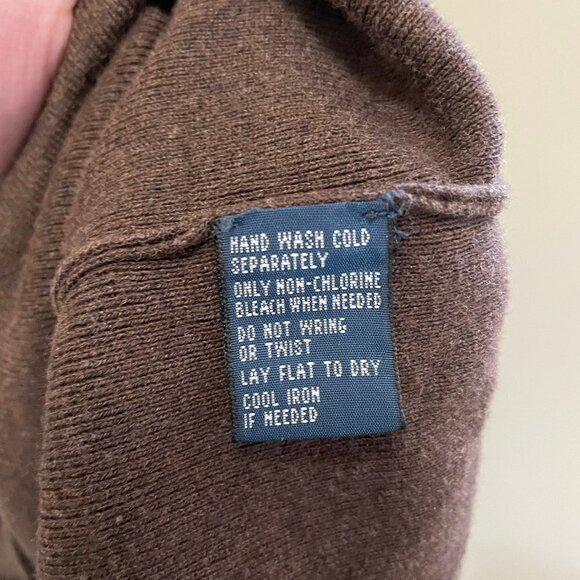 HAND WASH COLD
SEPARATELY
ONLY NON-CHLORINE
BLEACH WHEN NEEDED
DO NOT WRING
OR TWIST
LAY FLAT TO DRY
COOL IRON
IF NEEDED